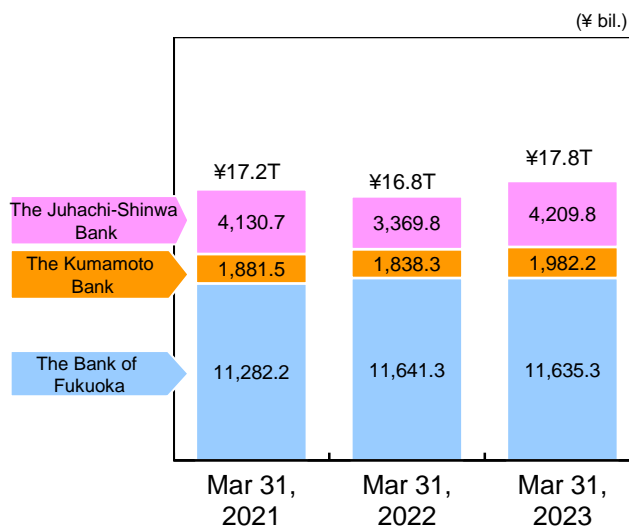 (¥ bil.)
¥17.2T
¥16.8T
¥17.8T
The Juhachi-Shinwa
Bank
4,130.7
3,369.8
4,209.8
The Kumamoto
Bank
1,881.5
1,838.3
1,982.2
The Bank of
Fukuoka
11,282.2
11,641.3
11,635.3
Mar 31,
2021
Mar 31,
2022
Mar 31,
2023